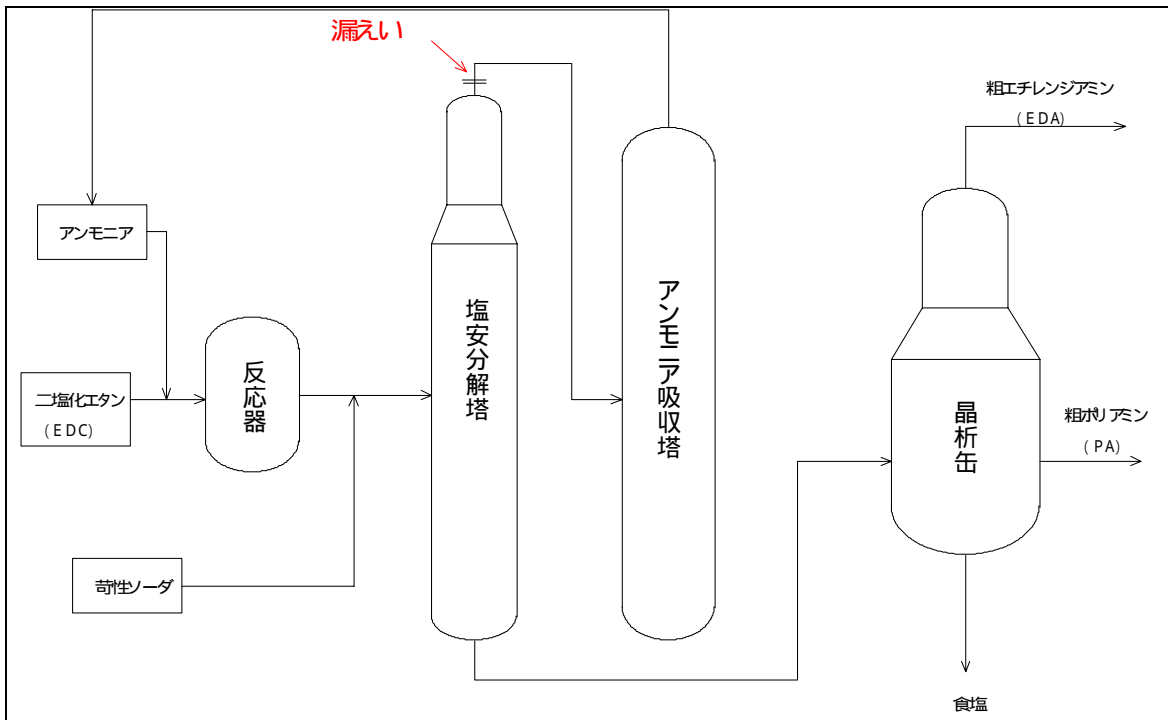 漏えい
粗エチレンジアミン
(EDA)
アンモニア
塩安分解塔
アンモニア吸収塔
反応器
二塩化エタン
(EDC)
晶析缶
粗ポリアミン
(PA)
苛性ソーダ
食塩